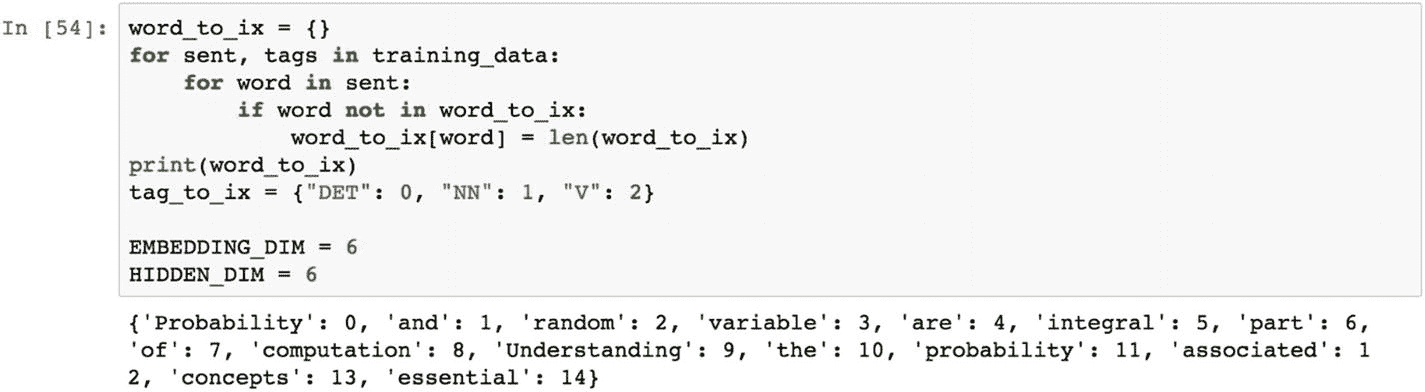 In [54]: word_to_ix = {}
for sent, tags in training_data:
    for word in sent:
        if word not in word_to_ix:
            word_to_ix[word] = len(word_to_ix)
print(word_to_ix)
tag_to_ix = {"DET": 0, "NN": 1, "V": 2}

EMBEDDING_DIM = 6
HIDDEN_DIM = 6
{'Probability': 0, 'and': 1, 'random': 2, 'variable': 3, 'are': 4, 'integral': 5, 'part': 6,
'of': 7, 'computation': 8, 'Understanding': 9, 'the': 10, 'probability': 11, 'associated': 1
2, 'concepts': 13, 'essential': 14}